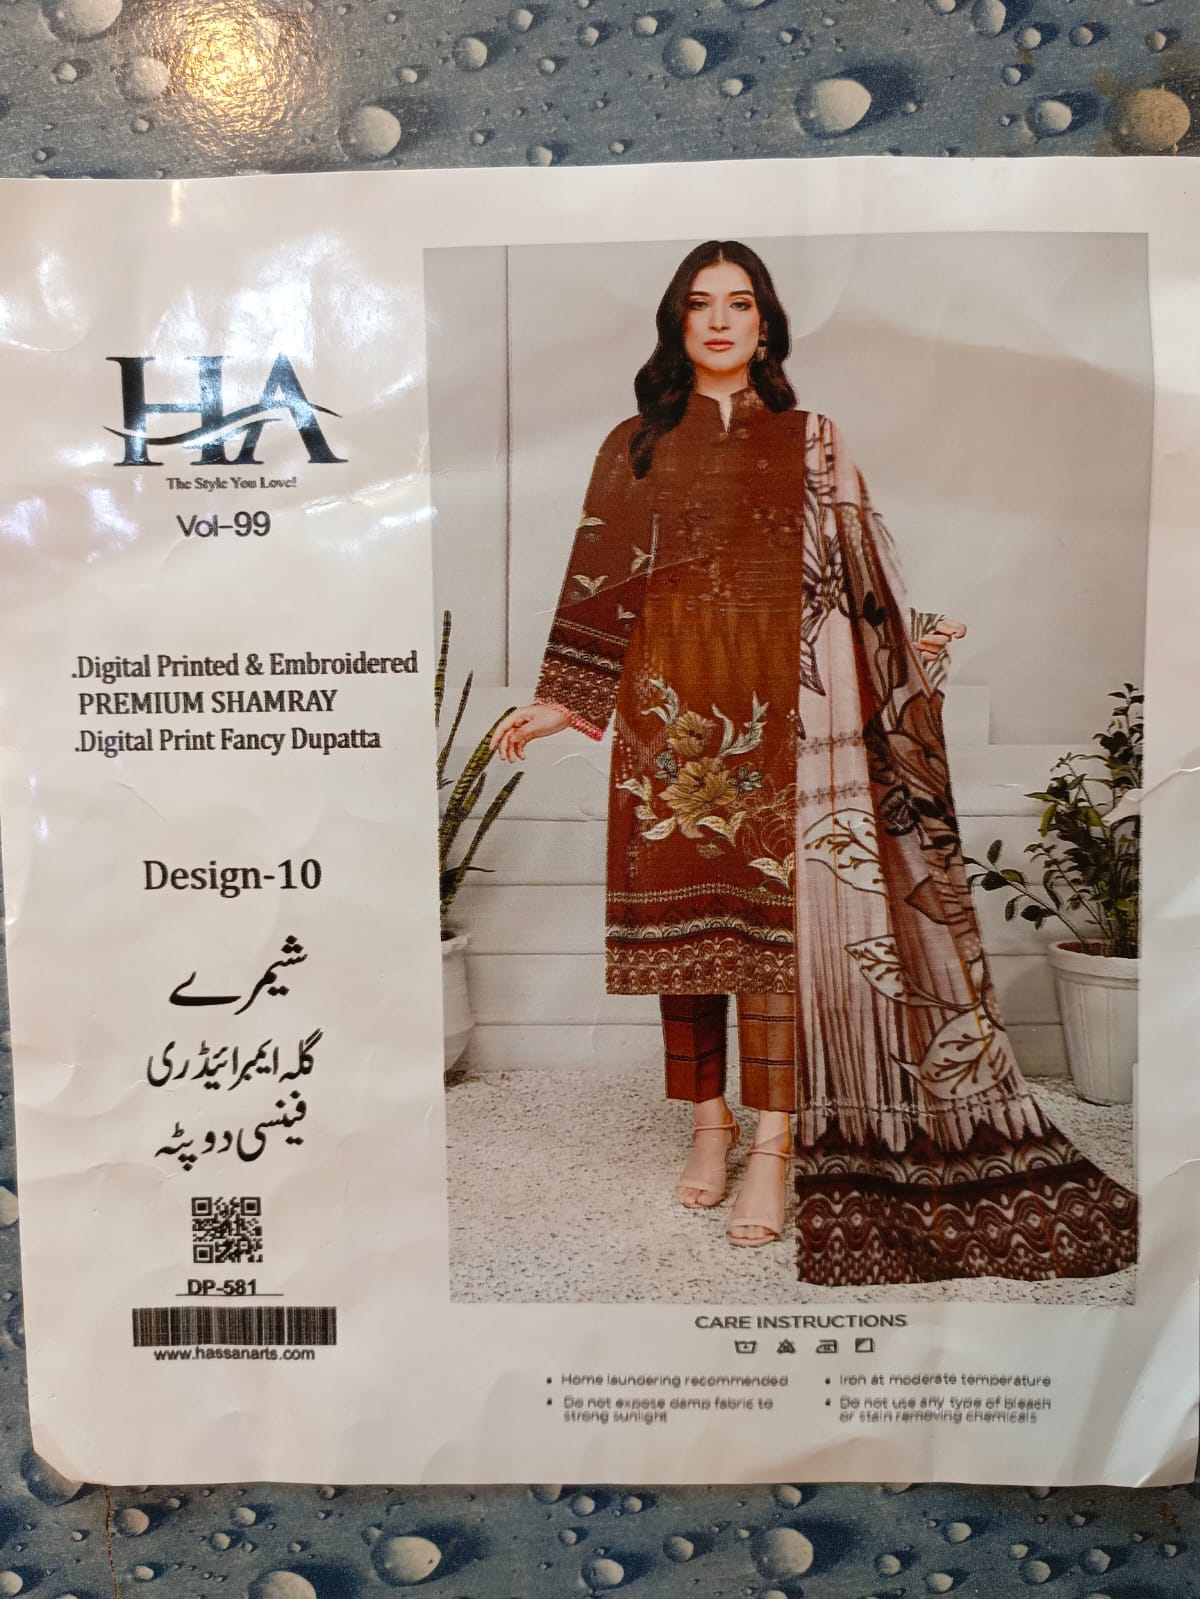 HA
The Style You Love!
Vol-99
.Digital Printed & Embroidered
PREMIUM SHAMRAY
.Digital Print Fancy Dupatta
Design-10
شیمرے
گلہ ایمبرائیڈری
فینسی دوپٹہ
DP-581
www.hassanarts.com
CARE INSTRUCTIONS
• Home laundering recommended
• Do not expose damp fabric to
strong sunlight
• Iron at moderate temperature
• Do not use any type of bleach
or stain removing chemicals